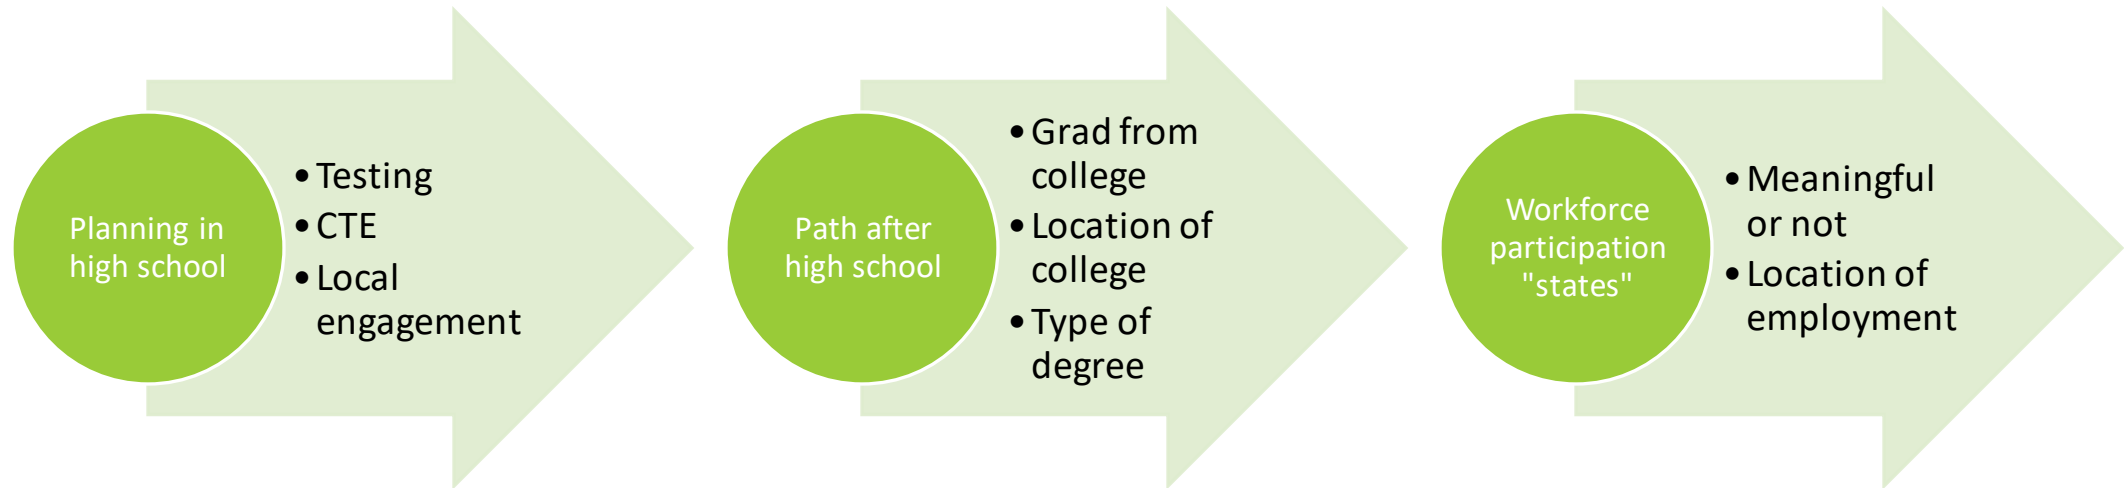 Planning in
high school
• Testing
• CTE
• Local
engagement
Path after
high school
• Grad from
college
• Location of
college
• Type of
degree
Workforce
participation
"states"
• Meaningful
or not
• Location of
employment